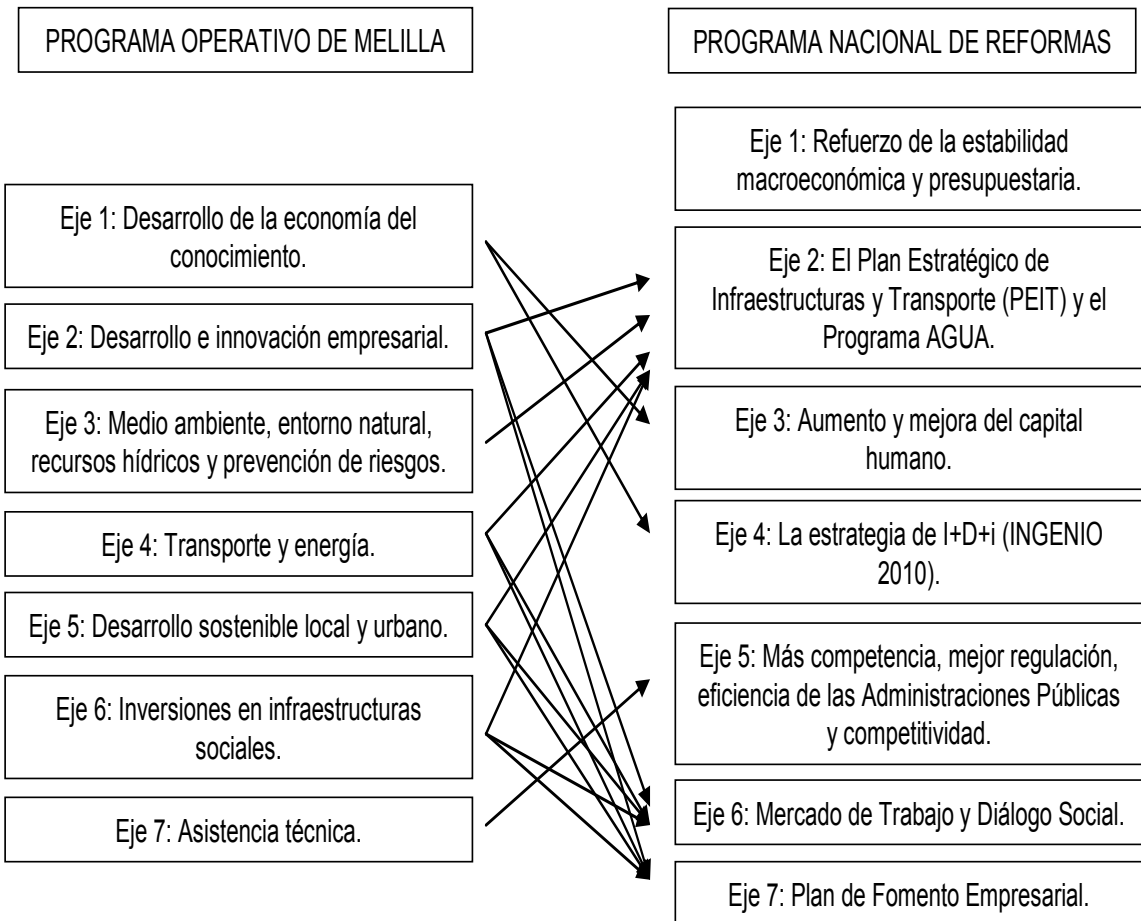 PROGRAMA OPERATIVO DE MELILLA
Eje 1: Desarrollo de la economía del
conocimiento.
Eje 2: Desarrollo e innovación empresarial.
Eje 3: Medio ambiente, entorno natural,
recursos hídricos y prevención de riesgos.
Eje 4: Transporte y energía.
Eje 5: Desarrollo sostenible local y urbano.
Eje 6: Inversiones en infraestructuras
sociales.
Eje 7: Asistencia técnica.
PROGRAMA NACIONAL DE REFORMAS
Eje 1: Refuerzo de la estabilidad
macroeconómica y presupuestaria.
Eje 2: El Plan Estratégico de
Infraestructuras y Transporte (PEIT) y el
Programa AGUA.
Eje 3: Aumento y mejora del capital
humano.
Eje 4: La estrategia de I+D+i (INGENIO
2010).
Eje 5: Más competencia, mejor regulación,
eficiencia de las Administraciones Públicas
y competitividad.
Eje 6: Mercado de Trabajo y Diálogo Social.
Eje 7: Plan de Fomento Empresarial.